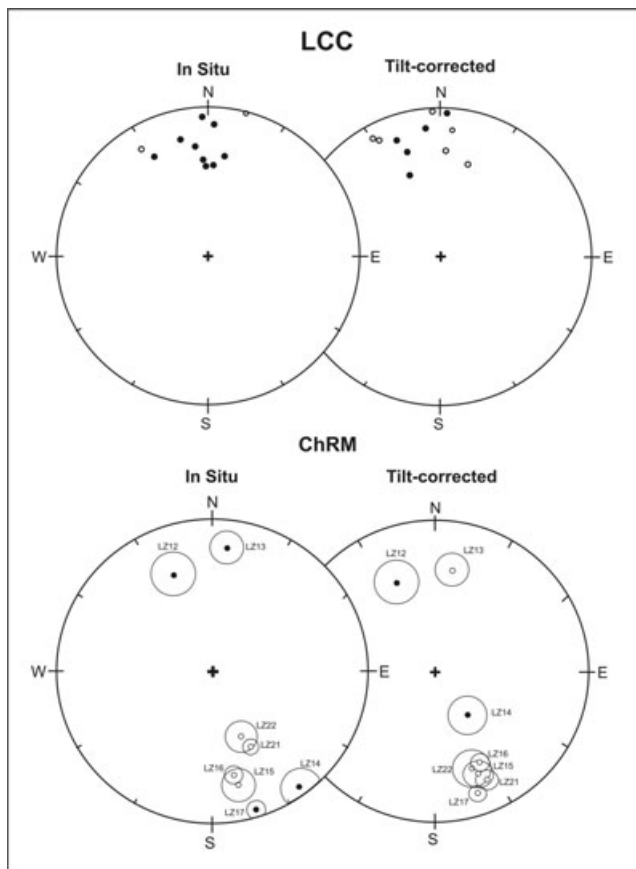 LCC
In Situ
Tilt-corrected
N
N
W
E
E
S
S
ChRM
In Situ
Tilt-corrected
N
N
LZ12
LZ13
LZ12
LZ13
W
E
E
LZ14
LZ22
LZ21
LZ16
LZ15
LZ14
LZ17
LZ16
LZ15
LZ22
LZ21
LZ17
S
S